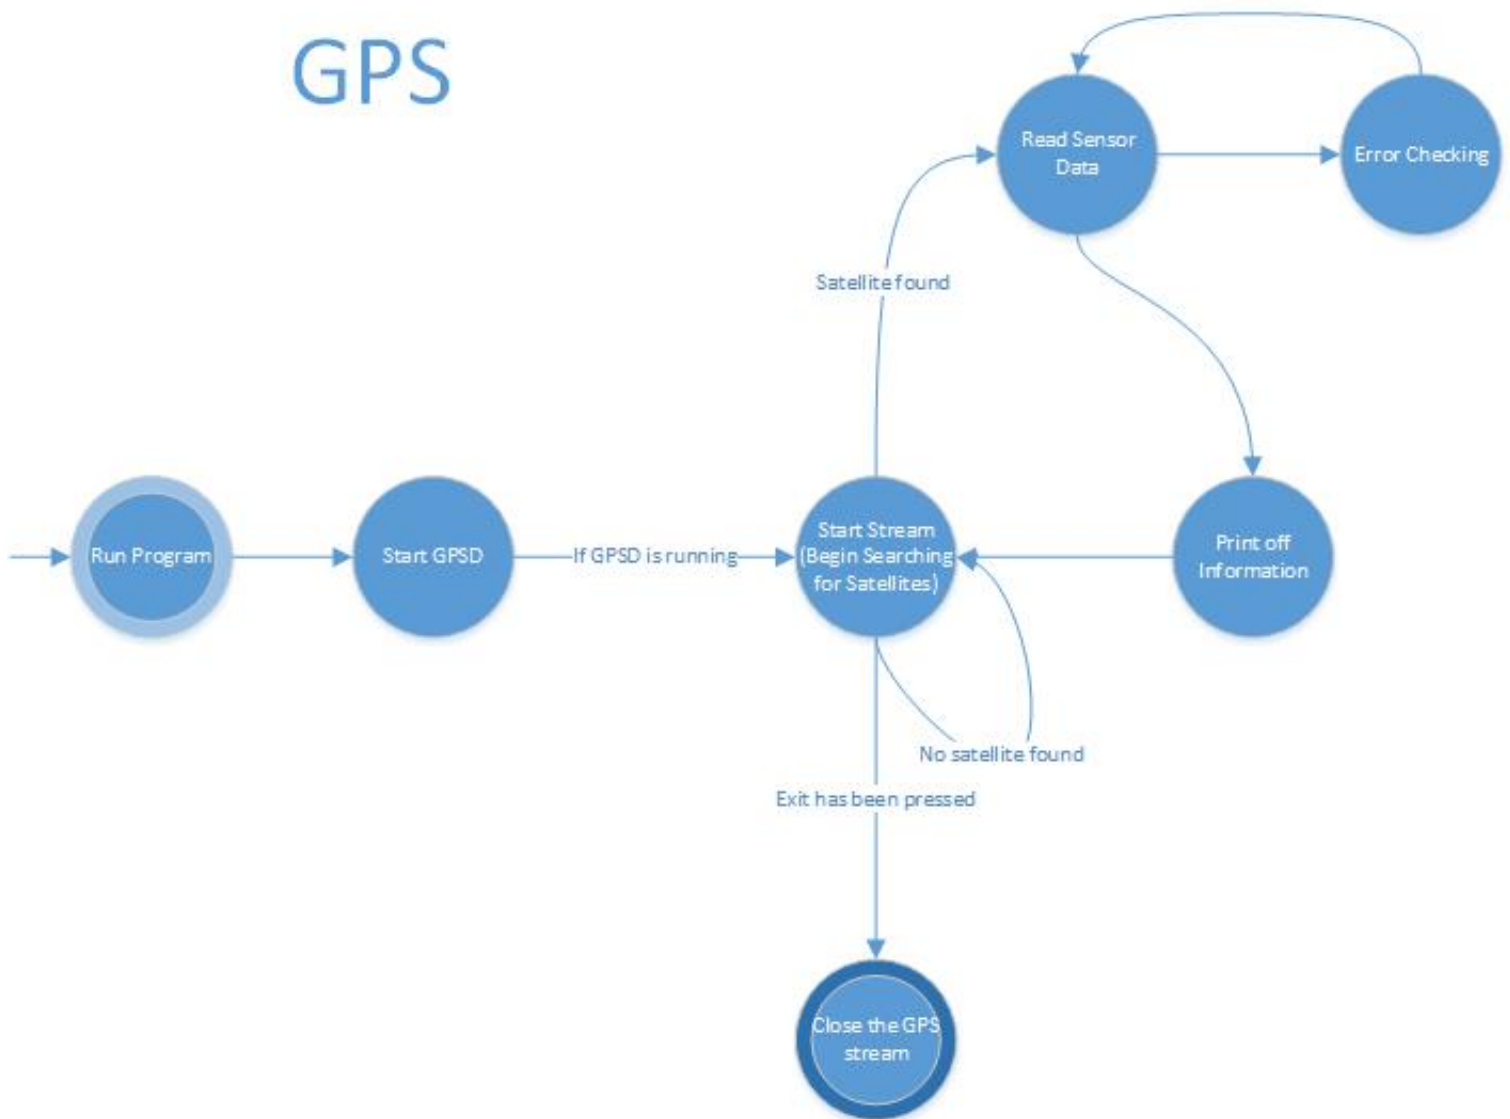 GPS
Read Sensor
Data
Error Checking
Satellite found
Run Program
Start GPSD
If GPSD is running
Start Stream
(Begin Searching
for Satellites)
Print off
Information
No satellite found
Exit has been pressed
Close the GPS
stream